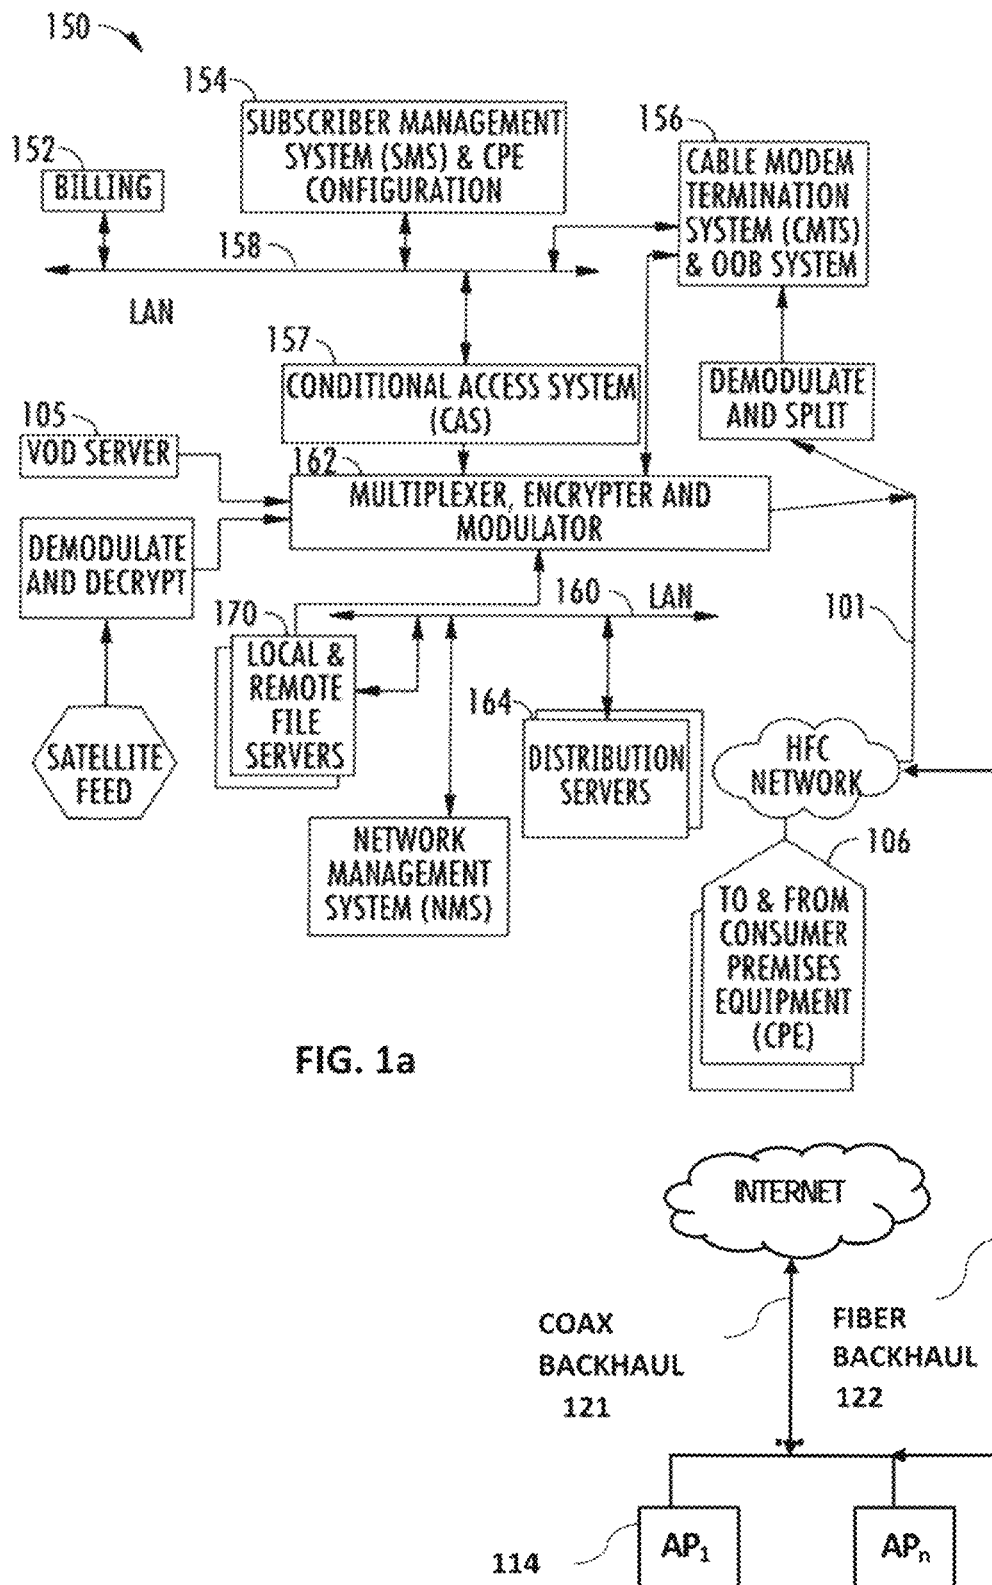 150
154
SUBSCRIBER MANAGEMENT
SYSTEM (SMS) & CPE
CONFIGURATION
152
BILLING
156
CABLE MODEM
TERMINATION
SYSTEM (CMTS)
& OOB SYSTEM
158
LAN
157
CONDITIONAL ACCESS SYSTEM
(CAS)
DEMODULATE
AND SPLIT
105
VOD SERVER
162
MULTIPLEXER, ENCRYPTER AND
MODULATOR
DEMODULATE
AND DECRYPT
160
LAN
101
170
LOCAL &
REMOTE
FILE
SERVERS
164
DISTRIBUTION
SERVERS
SATELLITE
FEED
HFC
NETWORK
NETWORK
MANAGEMENT
SYSTEM (NMS)
106
TO & FROM
CONSUMER
PREMISES
EQUIPMENT
(CPE)
FIG. 1a
INTERNET
COAX
BACKHAUL
121
FIBER
BACKHAUL
122
114
AP1
APn